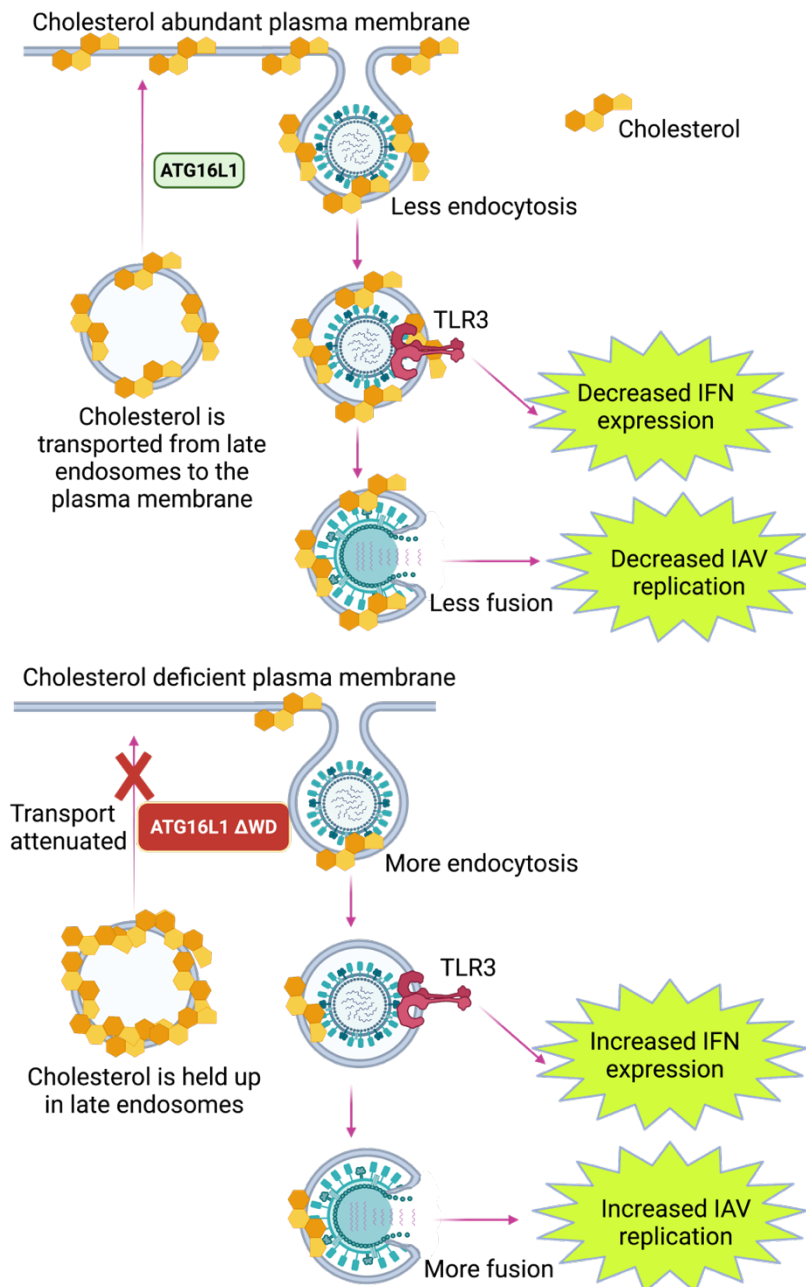 Cholesterol abundant plasma membrane
Cholesterol
ATG16L1
Less endocytosis
TLR3
Cholesterol is
transported from late
endosomes to the
plasma membrane
Decreased IFN
expression
Less fusion
Decreased IAV
replication
Cholesterol deficient plasma membrane
Transport
attenuated
ATG16L1 ΔWD
More endocytosis
TLR3
Cholesterol is held up
in late endosomes
Increased IFN
expression
More fusion
Increased IAV
replication